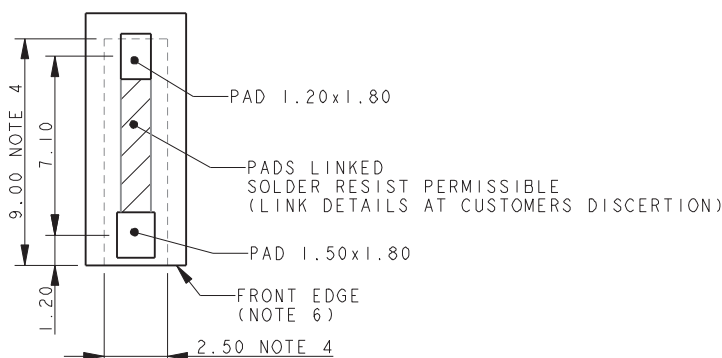 9.00 NOTE 4
7.10
1.20
PAD 1.20x1.80
PADS LINKED
SOLDER RESIST PERMISSIBLE
(LINK DETAILS AT CUSTOMERS DISCERTION)
PAD 1.50x1.80
FRONT EDGE
(NOTE 6)
2.50 NOTE 4